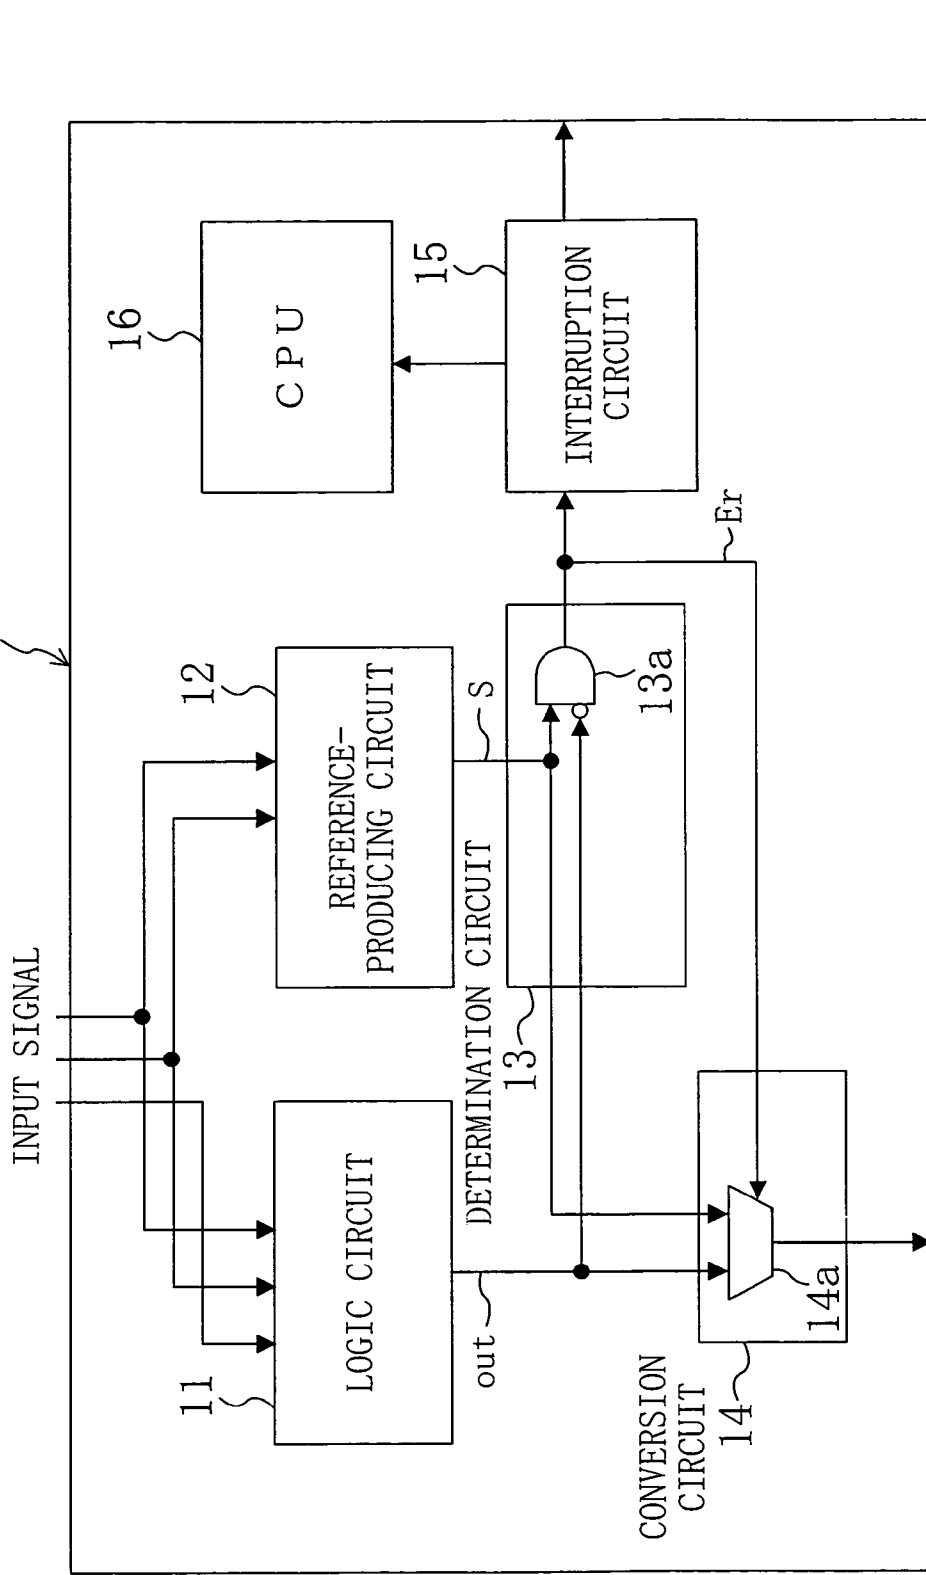 INPUT SIGNAL
11
LOGIC CIRCUIT
12
REFERENCE-
PRODUCING CIRCUIT
16
CPU
out
S
DETERMINATION CIRCUIT
13
13a
15
INTERRUPTION
CIRCUIT
Er
CONVERSION
CIRCUIT
14
14a